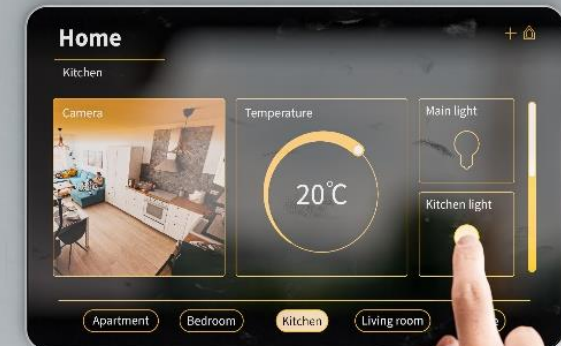 Home
Kitchen
Camera
Temperature
Main light
20°C
Kitchen light
Apartment
Bedroom
Kitchen
Living room